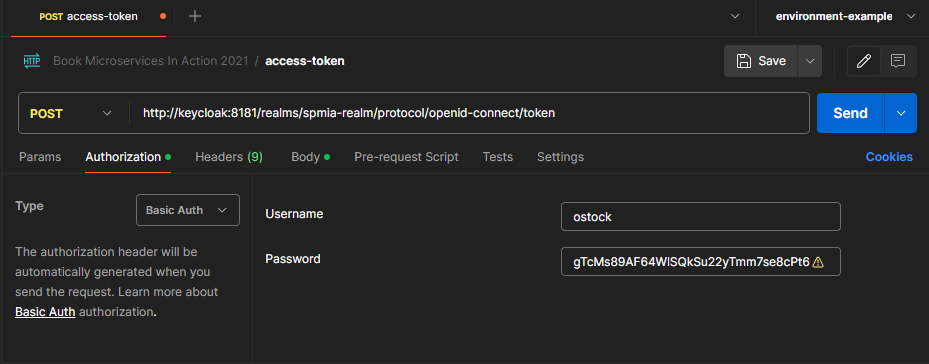 POST access-token
environment-example
HTTP Book Microservices In Action 2021 / access-token
Save
POST http://keycloak:8181/realms/spmia-realm/protocol/openid-connect/token
Send
Params Authorization Headers (9) Body Pre-request Script Tests Settings Cookies
Type Basic Auth
The authorization header will be
automatically generated when you
send the request. Learn more about
Basic Auth authorization.
Username ostock
Password gTcMs89AF64WlSQkSu22yTmm7se8cPt6